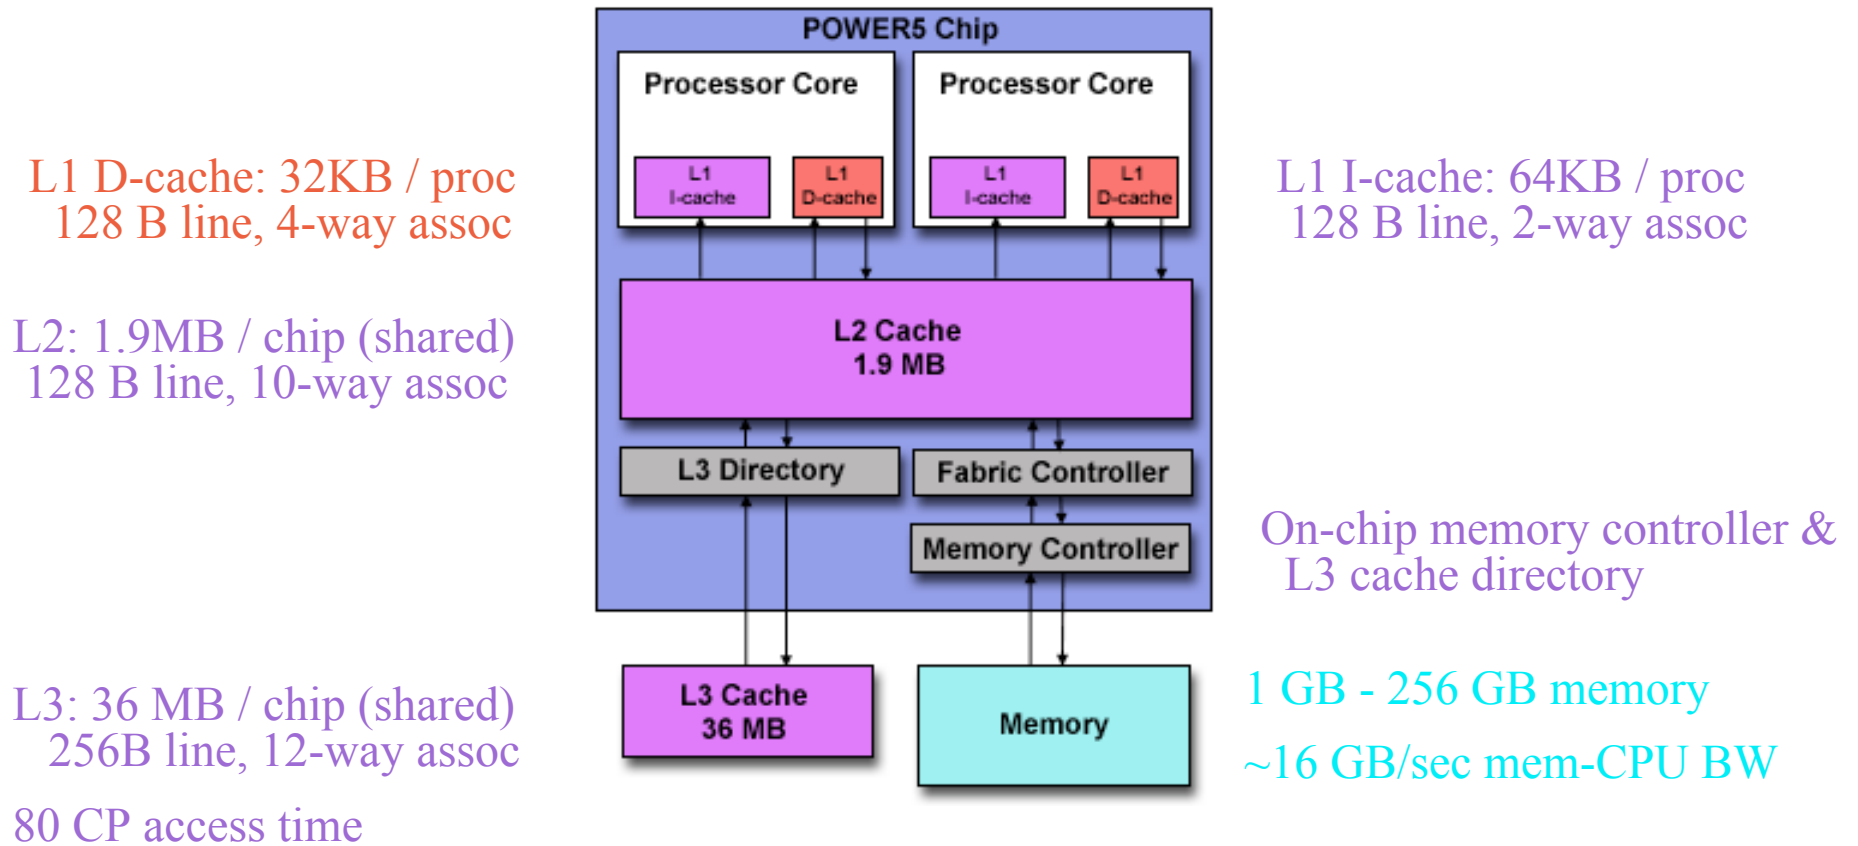 POWER5 Chip
Processor Core
Processor Core
L1
I-cache
L1
D-cache
L1
I-cache
L1
D-cache
L1 D-cache: 32KB / proc
128 B line, 4-way assoc
L1 I-cache: 64KB / proc
128 B line, 2-way assoc
L2: 1.9MB / chip (shared)
128 B line, 10-way assoc
L2 Cache
1.9 MB
L3 Directory
Fabric Controller
Memory Controller
On-chip memory controller &
L3 cache directory
L3: 36 MB / chip (shared)
256B line, 12-way assoc
80 CP access time
L3 Cache
36 MB
Memory
1 GB - 256 GB memory
~16 GB/sec mem-CPU BW